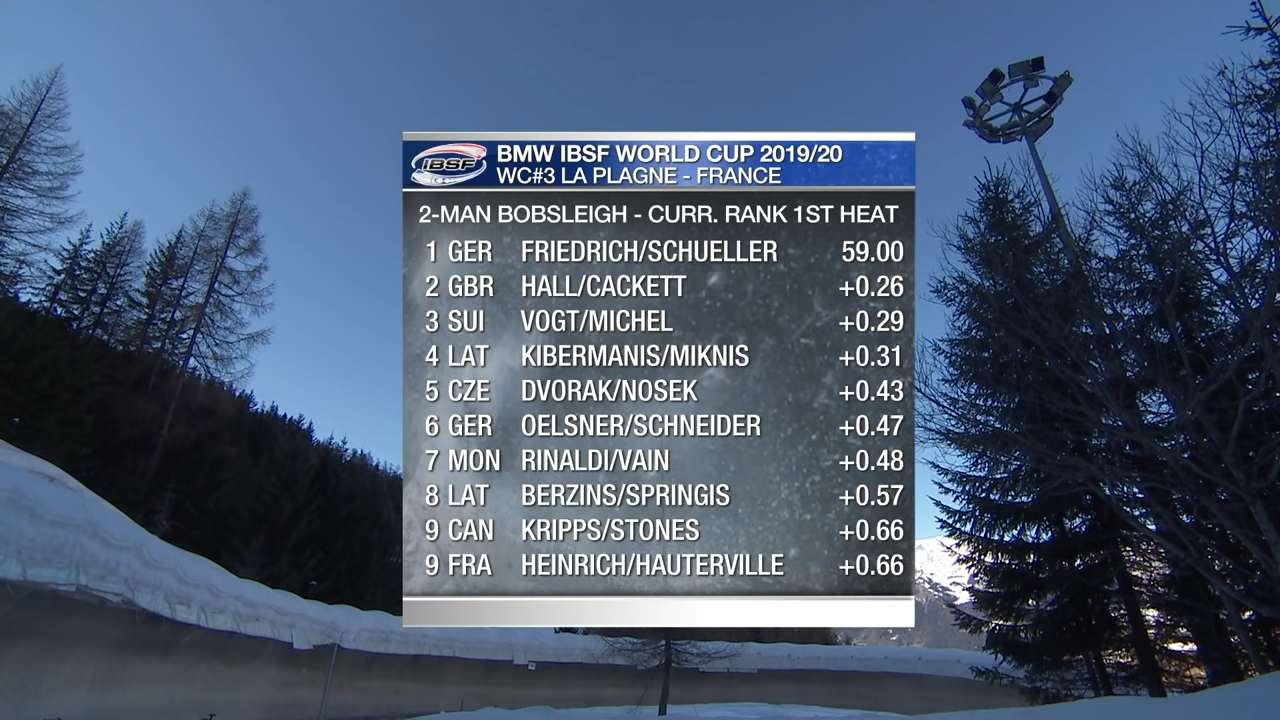 IBSF
BMW IBSF WORLD CUP 2019/20
WC#3 LA PLAGNE - FRANCE
2-MAN BOBSLEIGH - CURR. RANK 1ST HEAT
1 GER FRIEDRICH/SCHUELLER 59.00
2 GBR HALL/CACKETT +0.26
3 SUI VOGT/MICHEL +0.29
4 LAT KIBERMANIS/MIKNIS +0.31
5 CZE DVORAK/NOSEK +0.43
6 GER OELSNER/SCHNEIDER +0.47
7 MON RINALDI/VAIN +0.48
8 LAT BERZINS/SPRINGIS +0.57
9 CAN KRIPPS/STONES +0.66
9 FRA HEINRICH/HAUTERVILLE +0.66